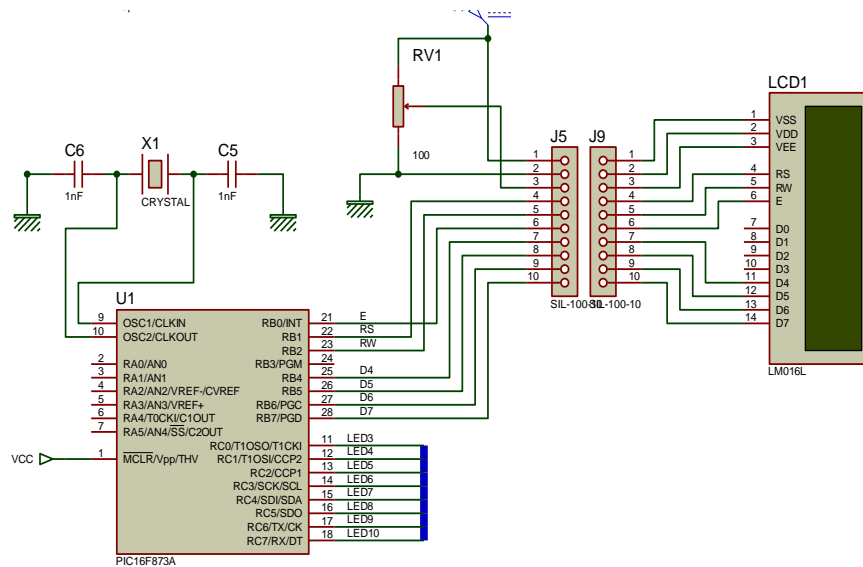 RV1
LCD1
C6
X1
C5
J5
J9
1nF
CRYSTAL
1nF
100
1
2
3
4
5
6
7
8
9
10
1
2
3
4
5
6
7
8
9
10
1 VSS
2 VDD
3 VEE
4 RS
5 RW
6 E
7 D0
8 D1
9 D2
10 D3
11 D4
12 D5
13 D6
14 D7
SIL-100-10
SIL-100-10
LM016L
U1
9 OSC1/CLKIN
10 OSC2/CLKOUT
2 RA0/AN0
3 RA1/AN1
4 RA2/AN2/VREF-/CVREF
5 RA3/AN3/VREF+
6 RA4/T0CKI/C1OUT
7 RA5/AN4/SS/C2OUT
VCC
1 MCLR/Vpp/THV
RB0/INT 21 E
RB1 22 RS
RB2 23 RW
RB3/PGM 24
RB4 25 D4
RB5 26 D5
RB6/PGC 27 D6
RB7/PGD 28 D7
RC0/T1OSO/T1CKI 11 LED3
RC1/T1OSI/CCP2 12 LED4
RC2/CCP1 13 LED5
RC3/SCK/SCL 14 LED6
RC4/SDI/SDA 15 LED7
RC5/SDO 16 LED8
RC6/TX/CK 17 LED9
RC7/RX/DT 18 LED10
PIC16F873A